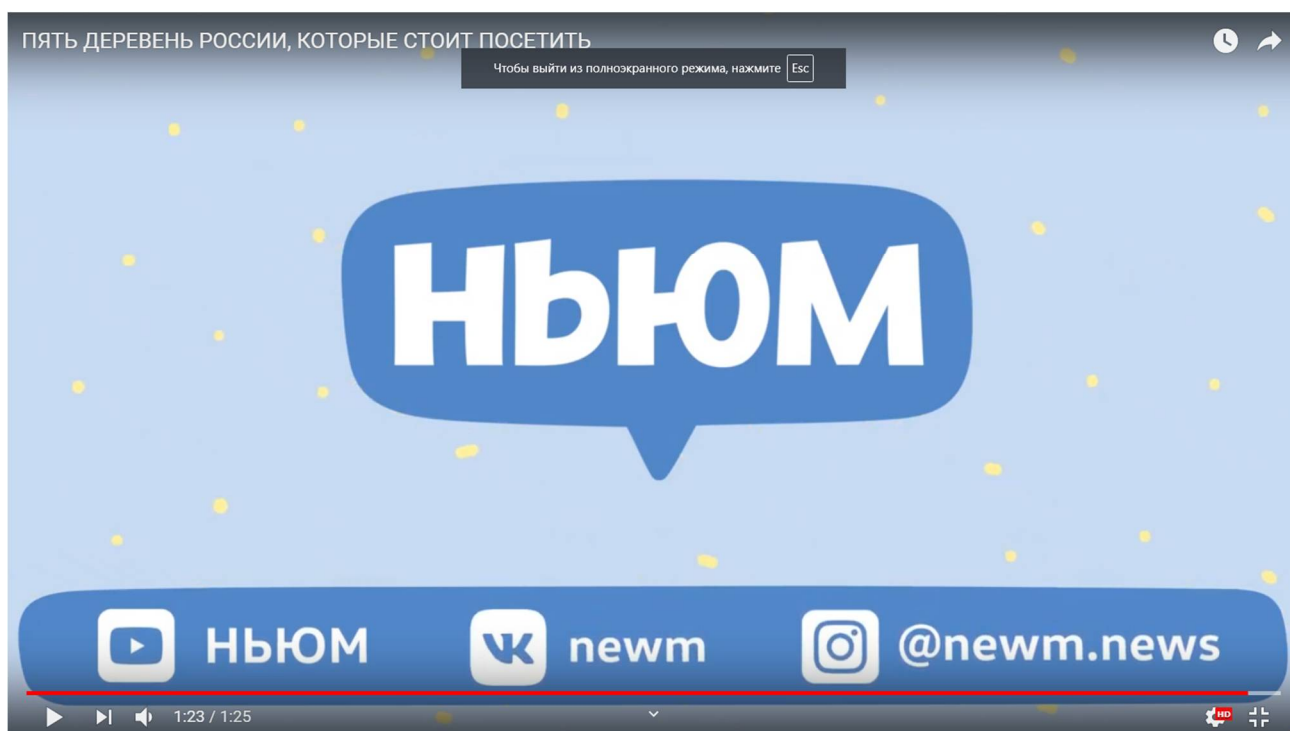 ПЯТЬ ДЕРЕВЕНЬ РОССИИ, КОТОРЫЕ СТОИТ ПОСЕТИТЬ
Чтобы выйти из полноэкранного режима, нажмите Esc
НЬЮМ
НЬЮМ newm @newm.news
1:23 / 1:25 HD